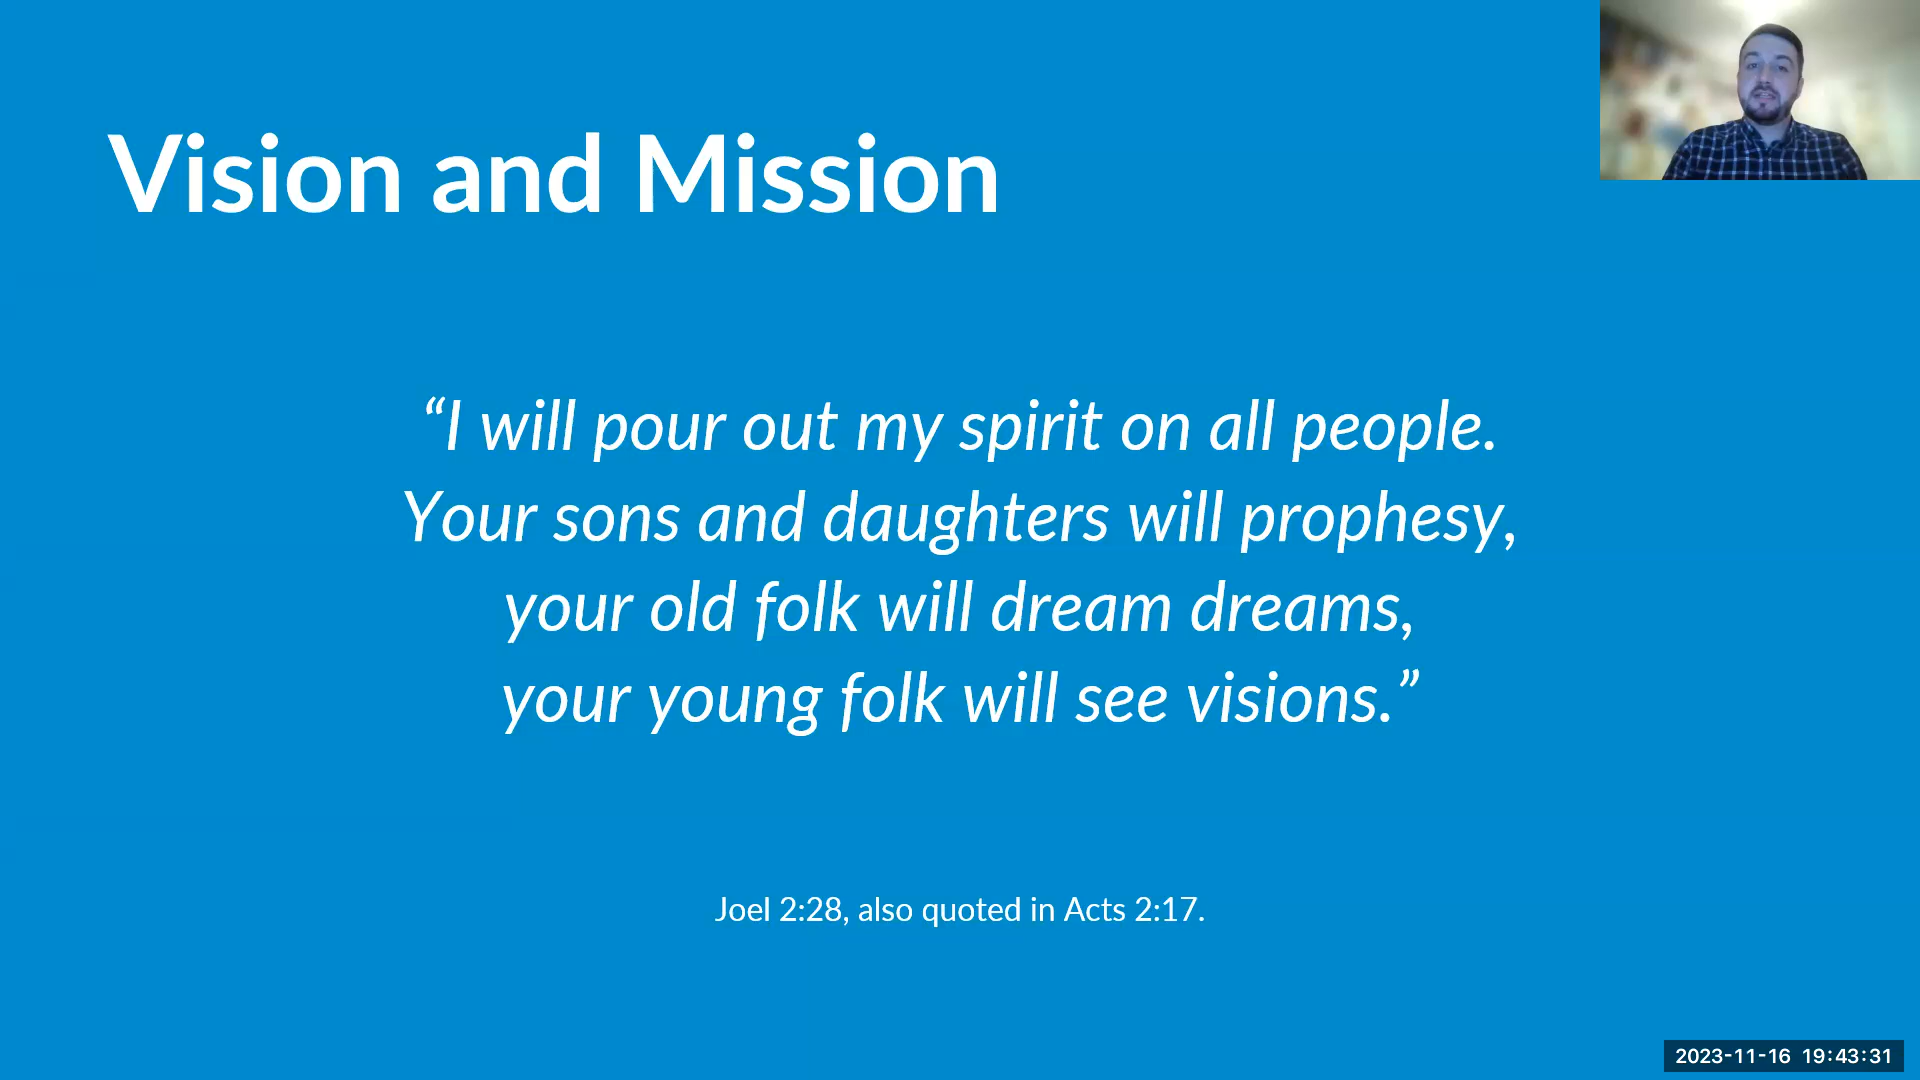 Vision and Mission
“I will pour out my spirit on all people.
Your sons and daughters will prophesy,
your old folk will dream dreams,
your young folk will see visions.”
Joel 2:28, also quoted in Acts 2:17.
2023-11-16 19:43:31